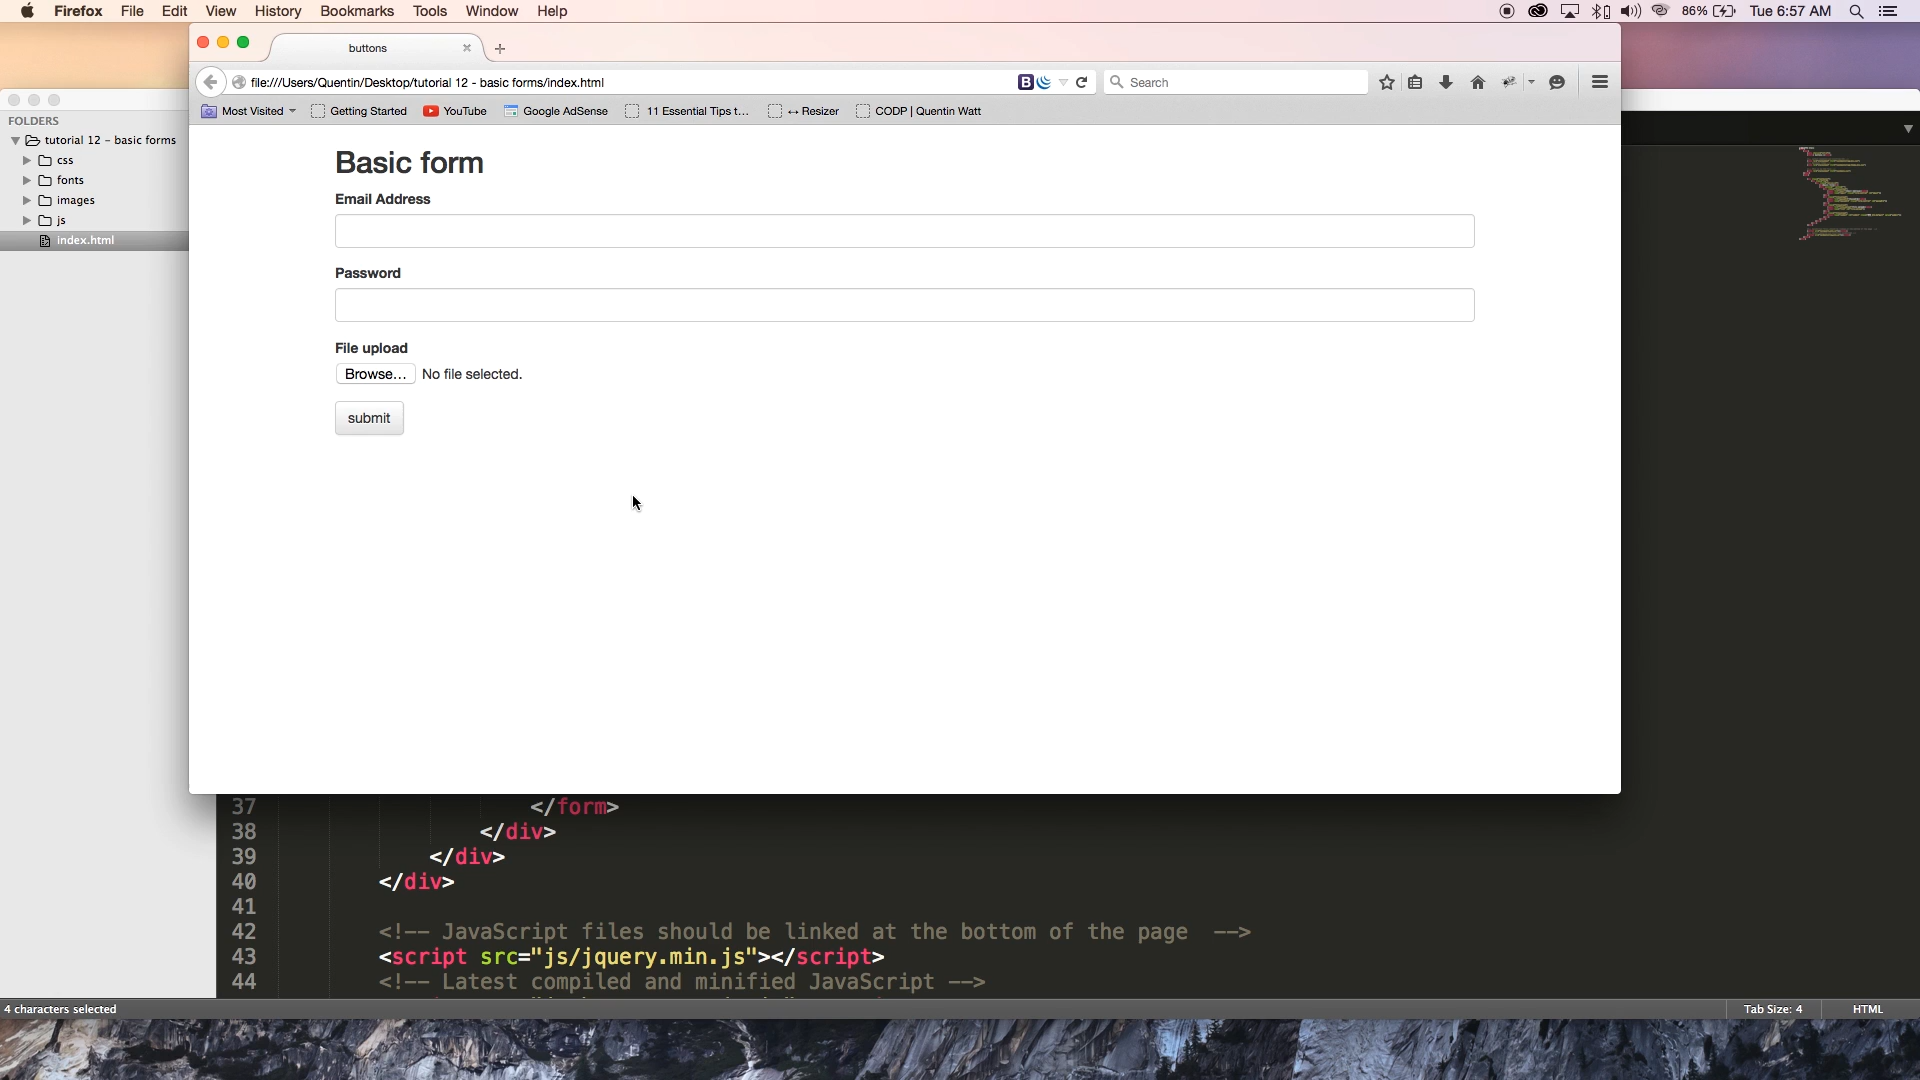 Firefox File Edit View History Bookmarks Tools Window Help
86% Tue 6:57 AM
buttons
file:///Users/Quentin/Desktop/tutorial 12 - basic forms/index.html
Search
Most Visited Getting Started YouTube Google AdSense 11 Essential Tips t... ↔ Resizer CODP | Quentin Watt
FOLDERS
tutorial 12 - basic forms
css
fonts
images
js
index.html
Basic form
Email Address
Password
File upload
Browse... No file selected.
submit
37 </form>
38 </div>
39 </div>
40 </div>
41
42 <!-- JavaScript files should be linked at the bottom of the page -->
43 <script src="js/jquery.min.js"></script>
44 <!-- Latest compiled and minified JavaScript -->
4 characters selected
Tab Size: 4 HTML